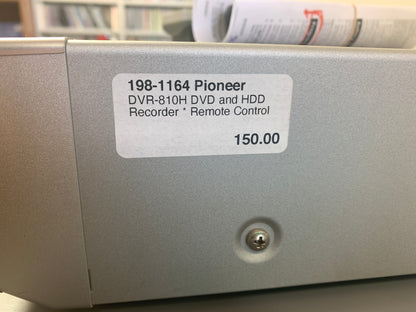 198-1164 Pioneer
DVR-810H DVD and HDD
Recorder * Remote Control
150.00